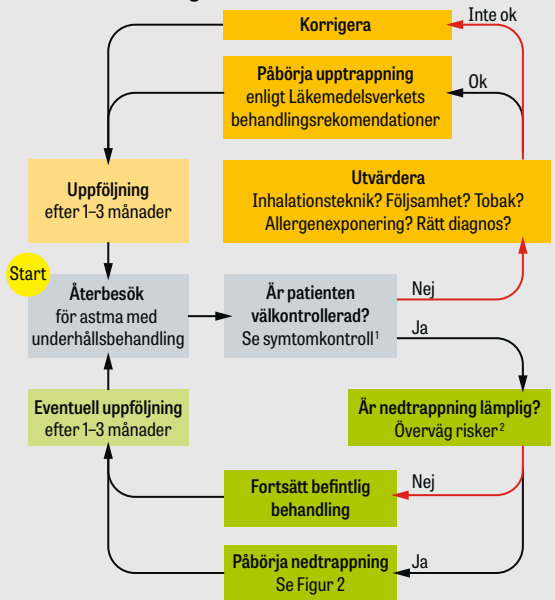 Inte ok
Korrigera
Påbörja upptrappning
enligt Läkemedelsverkets
behandlingsrekomendationer
Ok
Uppföljning
efter 1–3 månader
Utvärdera
Inhalationsteknik? Följsamhet? Tobak?
Allergenexponering? Rätt diagnos?
Start
Återbesök
för astma med
underhållsbehandling
Är patienten
välkontrollerad?
Se symtomkontroll¹
Nej
Ja
Eventuell uppföljning
efter 1–3 månader
Är nedtrappning lämplig?
Överväg risker²
Fortsätt befintlig
behandling
Nej
Påbörja nedtrappning
Se Figur 2
Ja